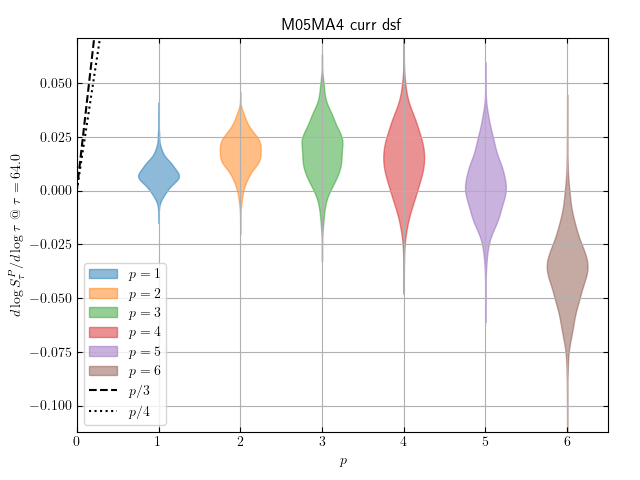 M05MA4 curr dsf
d log S_τ^P / d log τ @ τ = 64.0
0.050
0.025
0.000
−0.025
−0.050
−0.075
−0.100
p = 1
p = 2
p = 3
p = 4
p = 5
p = 6
p/3
p/4
0 1 2 3 4 5 6
p